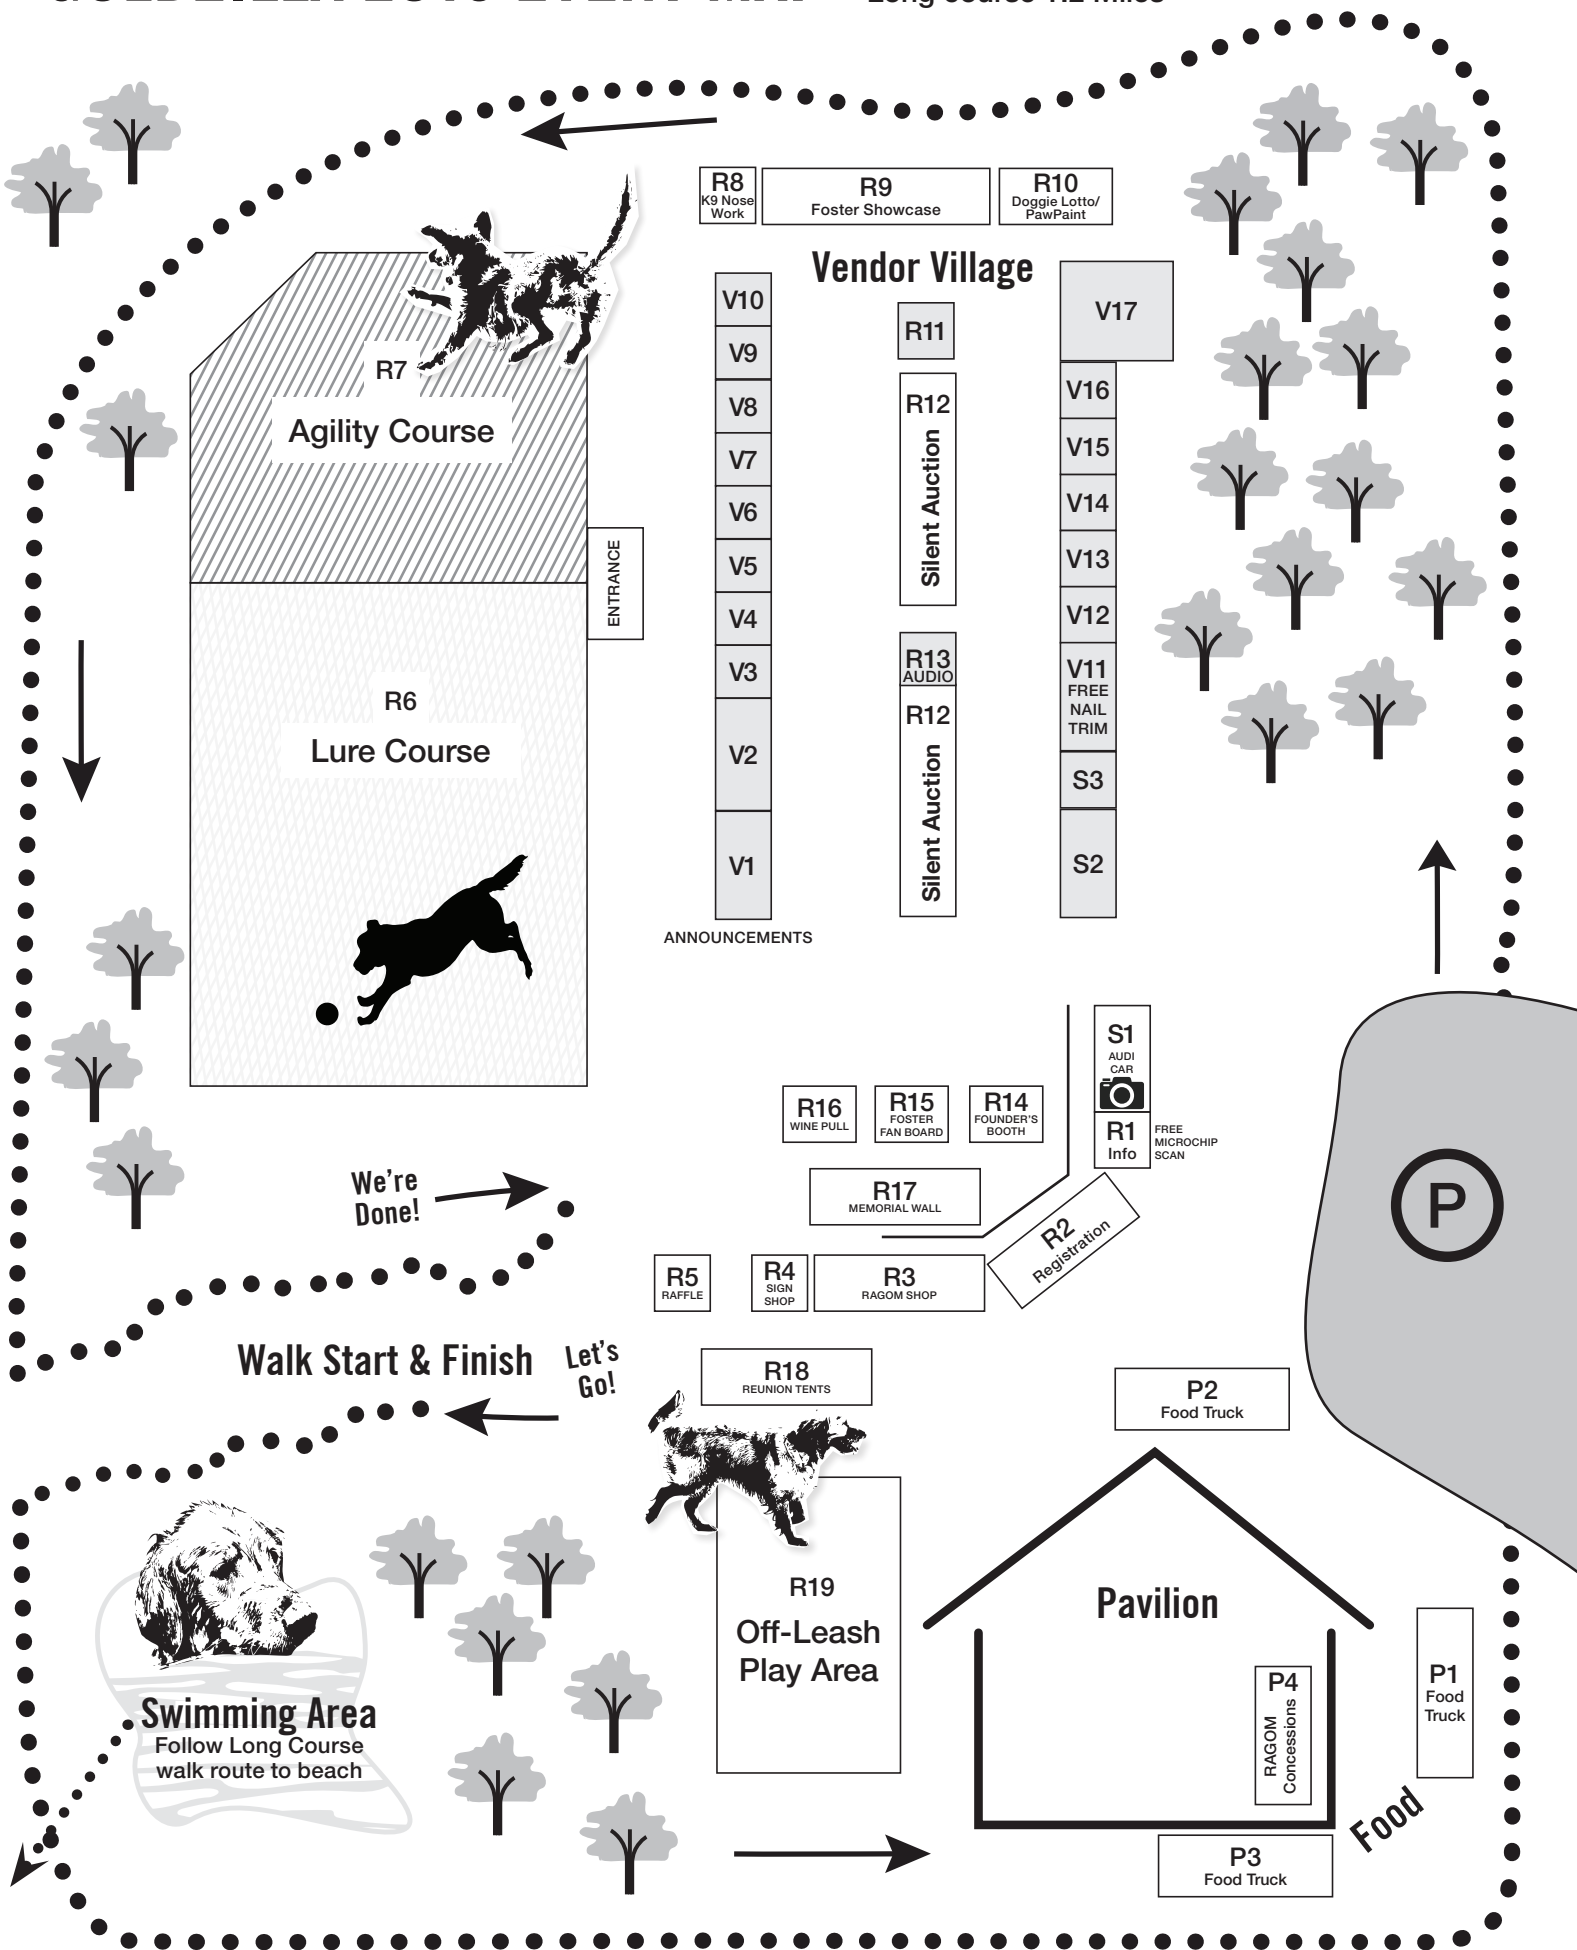 Long course 1.2 Miles
R8
K9 Nose
Work
R9
Foster Showcase
R10
Doggie Lotto/
PawPaint
Vendor Village
V10
V9
V8
V7
V6
V5
V4
V3
V2
V1
ANNOUNCEMENTS
R11
R12
Silent Auction
R13
AUDIO
R12
Silent Auction
V17
V16
V15
V14
V13
V12
V11
FREE
NAIL
TRIM
S3
S2
R7
Agility Course
ENTRANCE
R6
Lure Course
S1
AUDI
CAR
R1
Info
FREE
MICROCHIP
SCAN
R16
WINE PULL
R15
FOSTER
FAN BOARD
R14
FOUNDER'S
BOOTH
R17
MEMORIAL WALL
R2
Registration
P
We're
Done!
R5
RAFFLE
R4
SIGN
SHOP
R3
RAGOM SHOP
Walk Start & Finish
Let's
Go!
R18
REUNION TENTS
P2
Food Truck
R19
Off-Leash
Play Area
Pavilion
P4
RAGOM
Concessions
P1
Food
Truck
Food
P3
Food Truck
Swimming Area
Follow Long Course
walk route to beach